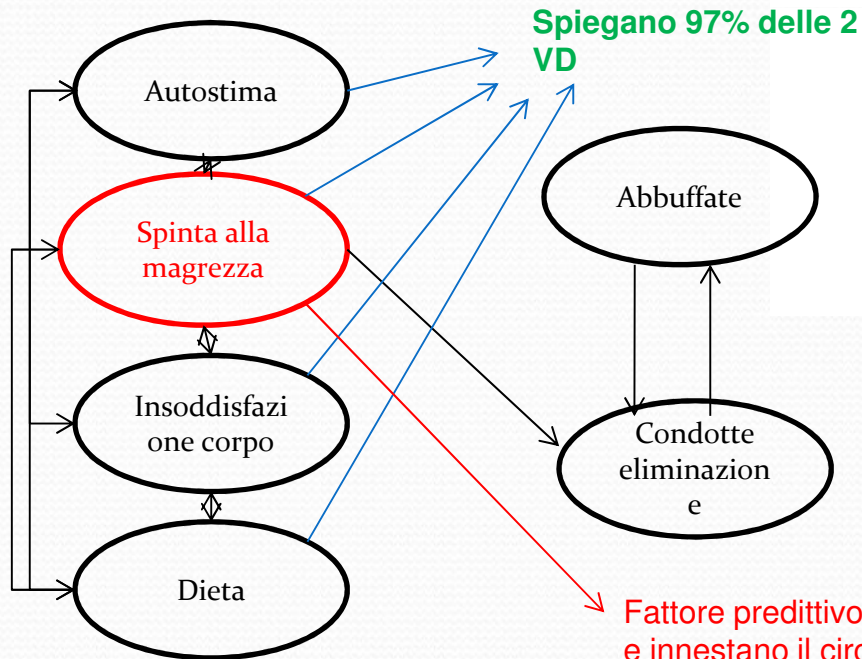 Spiegano 97% delle 2
VD
Autostima
Spinta alla
magrezza
Abbuffate
Insoddisfazi
one corpo
Condotte
eliminazion
e
Dieta
Fattore predittivo
e innestano il circ